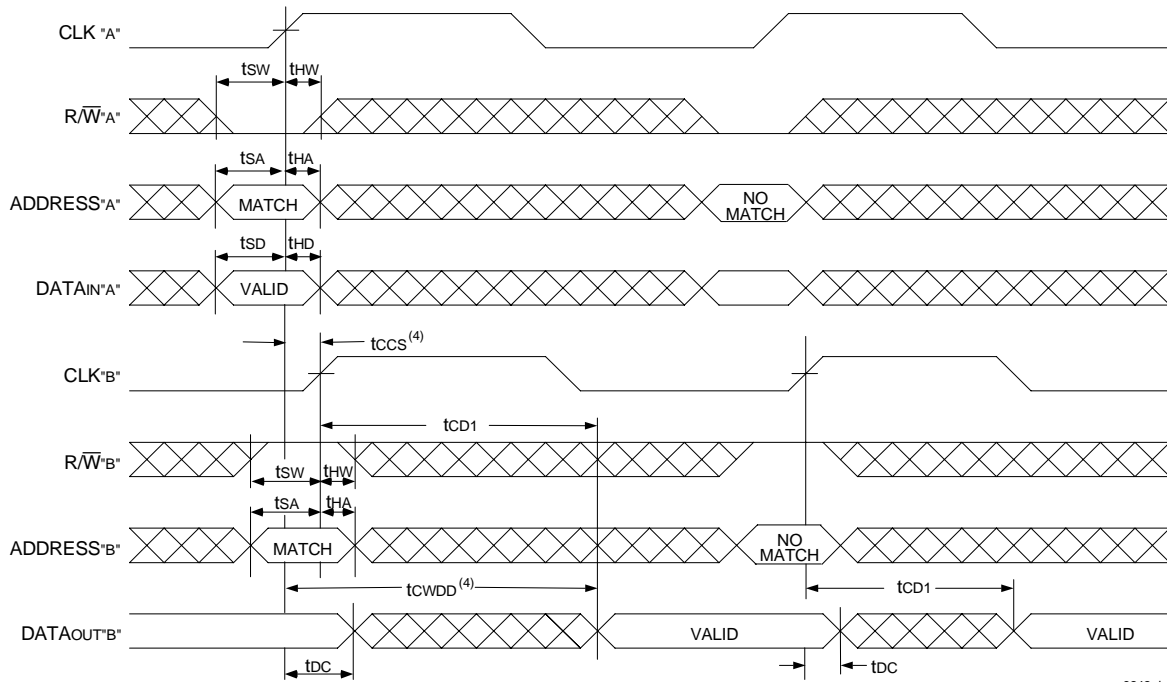 CLK "A"
tSW tHW
R/W̅"A"
tSA tHA
ADDRESS"A" MATCH NO MATCH
tSD tHD
DATAIN"A" VALID
tCCS(4)
CLK"B"
tCD1
R/W̅"B"
tSW tHW
tSA tHA
ADDRESS"B" MATCH NO MATCH
tCWDD(4) tCD1
DATAOUT"B" VALID VALID
tDC tDC